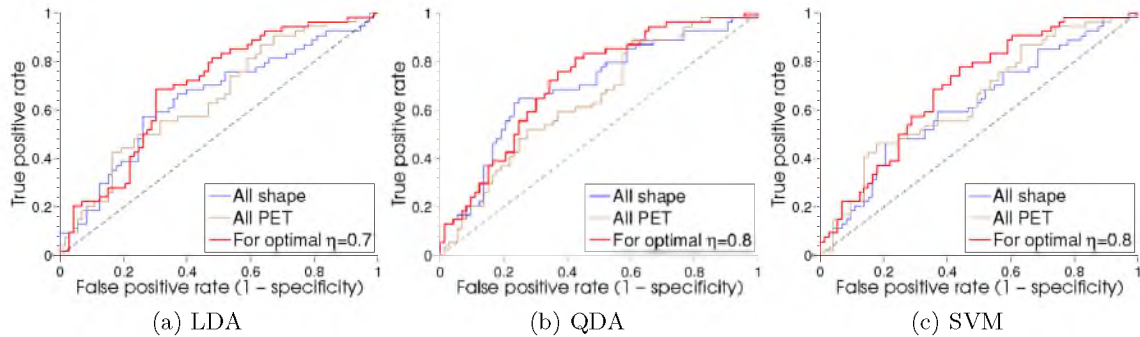 True positive rate
1
0.8
0.6
0.4
0.2
0
0 0.2 0.4 0.6 0.8 1
All shape
All PET
For optimal η=0.7
False positive rate (1 – specificity)
(a) LDA
True positive rate
1
0.8
0.6
0.4
0.2
0
0 0.2 0.4 0.6 0.8 1
All shape
All PET
For optimal η=0.8
False positive rate (1 – specificity)
(b) QDA
True positive rate
1
0.8
0.6
0.4
0.2
0
0 0.2 0.4 0.6 0.8 1
All shape
All PET
For optimal η=0.8
False positive rate (1 – specificity)
(c) SVM